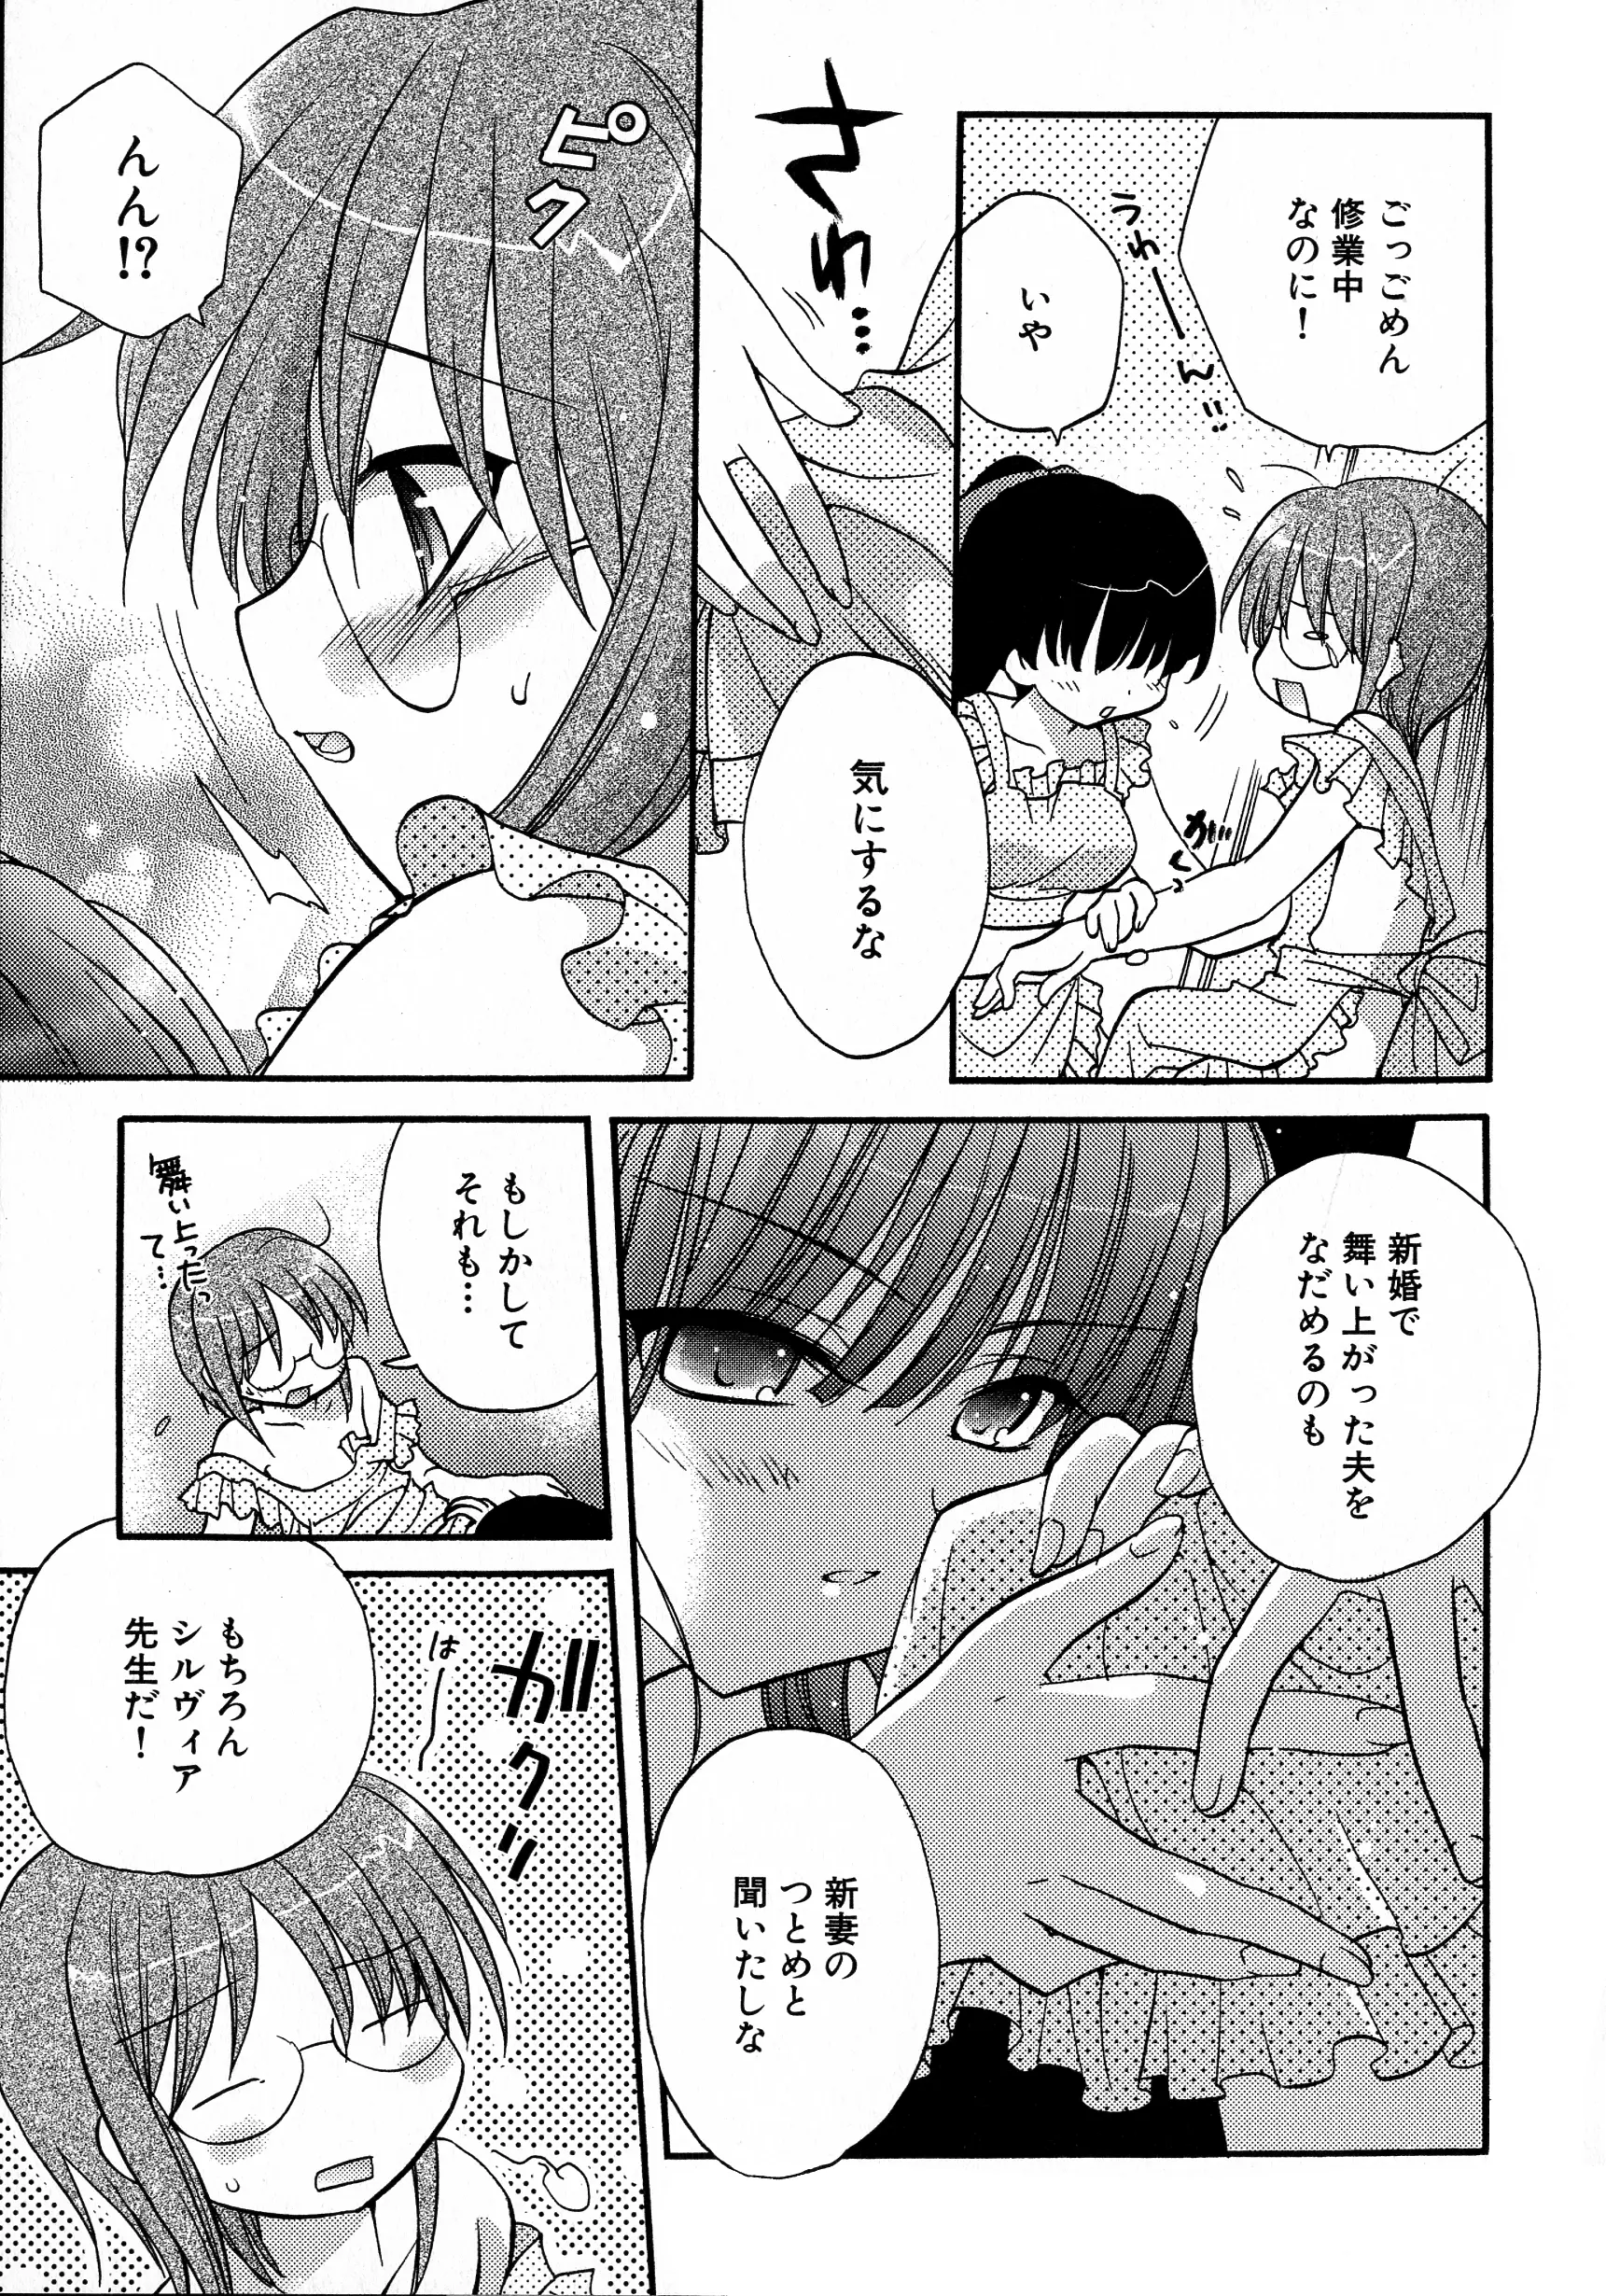 ごっごめん
修業中
なのに！
うわーーん!!
いや
がばっ
気にするな
さわ…
ピク
んん!?
新婚で
舞い上がった夫を
なだめるのも
新妻の
つとめと
聞いたしな
もしかして
それも…
舞い上ったっ
て…
もちろん
シルヴィア
先生だ！
はー
ガクッ